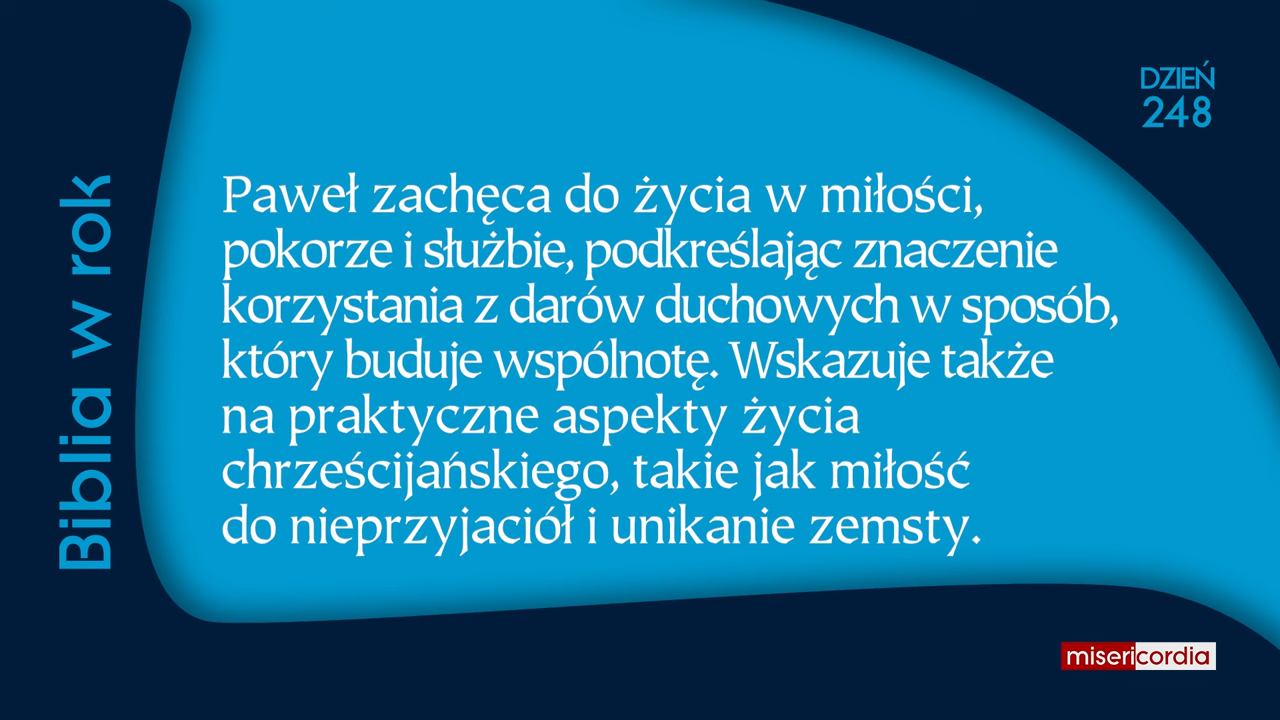 DZIEŃ
248
Biblia w rok
Paweł zachęca do życia w miłości,
pokorze i służbie, podkreślając znaczenie
korzystania z darów duchowych w sposób,
który buduje wspólnotę. Wskazuje także
na praktyczne aspekty życia
chrześcijańskiego, takie jak miłość
do nieprzyjaciół i unikanie zemsty.
misericordia